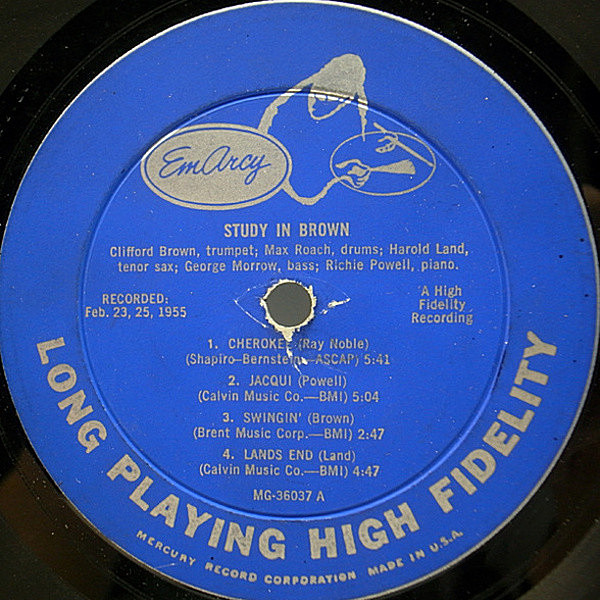 EmArcy
STUDY IN BROWN
Clifford Brown, trumpet; Max Roach, drums; Harold Land,
tenor sax; George Morrow, bass; Richie Powell, piano.
RECORDED:
Feb. 23, 25, 1955
A High
Fidelity
Recording
1. CHEROKEE (Ray Noble)
(Shapiro-Bernstein—ASCAP) 5:41
2. JACQUI (Powell)
(Calvin Music Co.—BMI) 5:04
3. SWINGIN' (Brown)
(Brent Music Corp.—BMI) 2:47
4. LANDS END (Land)
(Calvin Music Co.—BMI) 4:47
MG-36037 A
LONG PLAYING HIGH FIDELITY
MERCURY RECORD CORPORATION MADE IN U.S.A.